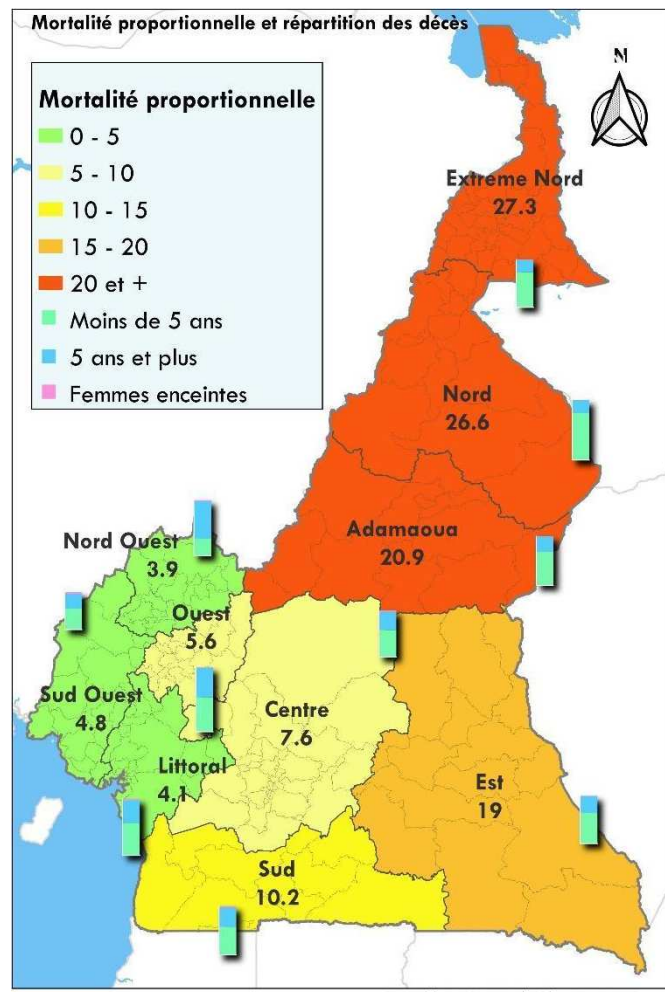 Mortalité proportionnelle et répartition des décès
N
Mortalité proportionnelle
0 - 5
5 - 10
10 - 15
15 - 20
20 et +
Moins de 5 ans
5 ans et plus
Femmes enceintes
Extreme Nord
27.3
Nord
26.6
Adamaoua
20.9
Nord Ouest
3.9
Ouest
5.6
Sud Ouest
4.8
Centre
7.6
Littoral
4.1
Est
19
Sud
10.2